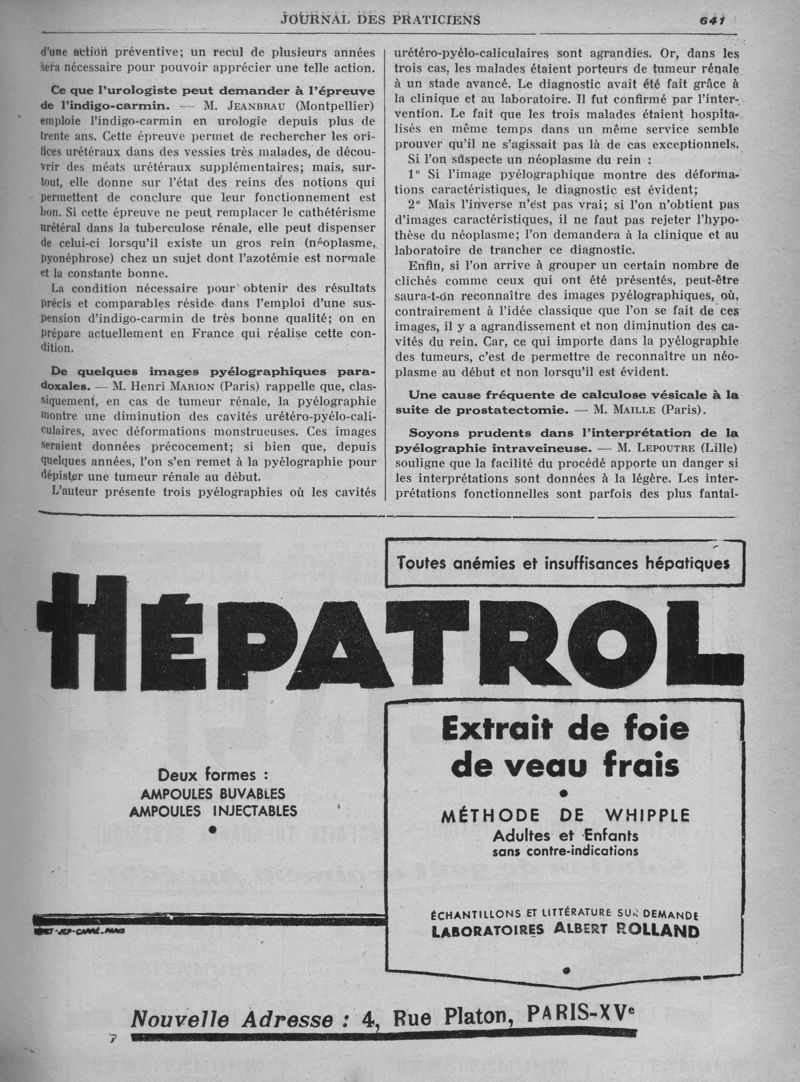 JOURNAL DES PRATICIENS 641
d'une action préventive; un recul de plusieurs années
sera nécessaire pour pouvoir apprécier une telle action.
Ce que l'urologiste peut demander à l'épreuve
de l'indigo-carmin. — M. JEANBRAU (Montpellier)
emploie l'indigo-carmin en urologie depuis plus de
trente ans. Cette épreuve permet de rechercher les ori-
fices urétéraux dans des vessies très malades, de décou-
vrir des méats urétéraux supplémentaires; mais, sur-
tout, elle donne sur l'état des reins des notions qui
permettent de conclure que leur fonctionnement est
bon. Si cette épreuve ne peut remplacer le cathétérisme
urétéral dans la tuberculose rénale, elle peut dispenser
de celui-ci lorsqu'il existe un gros rein (néoplasme,
pyonéphrose) chez un sujet dont l'azotémie est normale
et la constante bonne.
La condition nécessaire pour obtenir des résultats
précis et comparables réside dans l'emploi d'une sus-
pension d'indigo-carmin de très bonne qualité; on en
prépare actuellement en France qui réalise cette con-
dition.
De quelques images pyélographiques para-
doxales. — M. Henri MARION (Paris) rappelle que, clas-
siquement, en cas de tumeur rénale, la pyélographie
montre une diminution des cavités urétéro-pyélo-cali-
culaires, avec déformations monstrueuses. Ces images
seraient données précocement; si bien que, depuis
quelques années, l'on s'en remet à la pyélographie pour
dépister une tumeur rénale au début.
L'auteur présente trois pyélographies où les cavités
urétéro-pyélo-caliculaires sont agrandies. Or, dans les
trois cas, les malades étaient porteurs de tumeur rénale
à un stade avancé. Le diagnostic avait été fait grâce à
la clinique et au laboratoire. Il fut confirmé par l'inter-
vention. Le fait que les trois malades étaient hospita-
lisés en même temps dans un même service semble
prouver qu'il ne s'agissait pas là de cas exceptionnels.
Si l'on suspecte un néoplasme du rein :
1° Si l'image pyélographique montre des déforma-
tions caractéristiques, le diagnostic est évident;
2° Mais l'inverse n'est pas vrai; si l'on n'obtient pas
d'images caractéristiques, il ne faut pas rejeter l'hypo-
thèse du néoplasme; l'on demandera à la clinique et au
laboratoire de trancher ce diagnostic.
Enfin, si l'on arrive à grouper un certain nombre de
clichés comme ceux qui ont été présentés, peut-être
saura-t-on reconnaître des images pyélographiques, où,
contrairement à l'idée classique que l'on se fait de ces
images, il y a agrandissement et non diminution des ca-
vités du rein. Car, ce qui importe dans la pyélographie
des tumeurs, c'est de permettre de reconnaître un néo-
plasme au début et non lorsqu'il est évident.
Une cause fréquente de calculose vésicale à la
suite de prostatectomie. — M. MAILLE (Paris).
Soyons prudents dans l'interprétation de la
pyélographie intraveineuse. — M. LEPOUTRE (Lille)
souligne que la facilité du procédé apporte un danger si
les interprétations sont données à la légère. Les inter-
prétations fonctionnelles sont parfois des plus fantai-
Toutes anémies et insuffisances hépatiques
HÉPATROL
Extrait de foie
de veau frais
Deux formes :
AMPOULES BUVABLES
AMPOULES INJECTABLES
MÉTHODE DE WHIPPLE
Adultes et Enfants
sans contre-indications
ÉCHANTILLONS ET LITTÉRATURE SUR DEMANDE
LABORATOIRES ALBERT ROLLAND
Nouvelle Adresse : 4, Rue Platon, PARIS-XVe